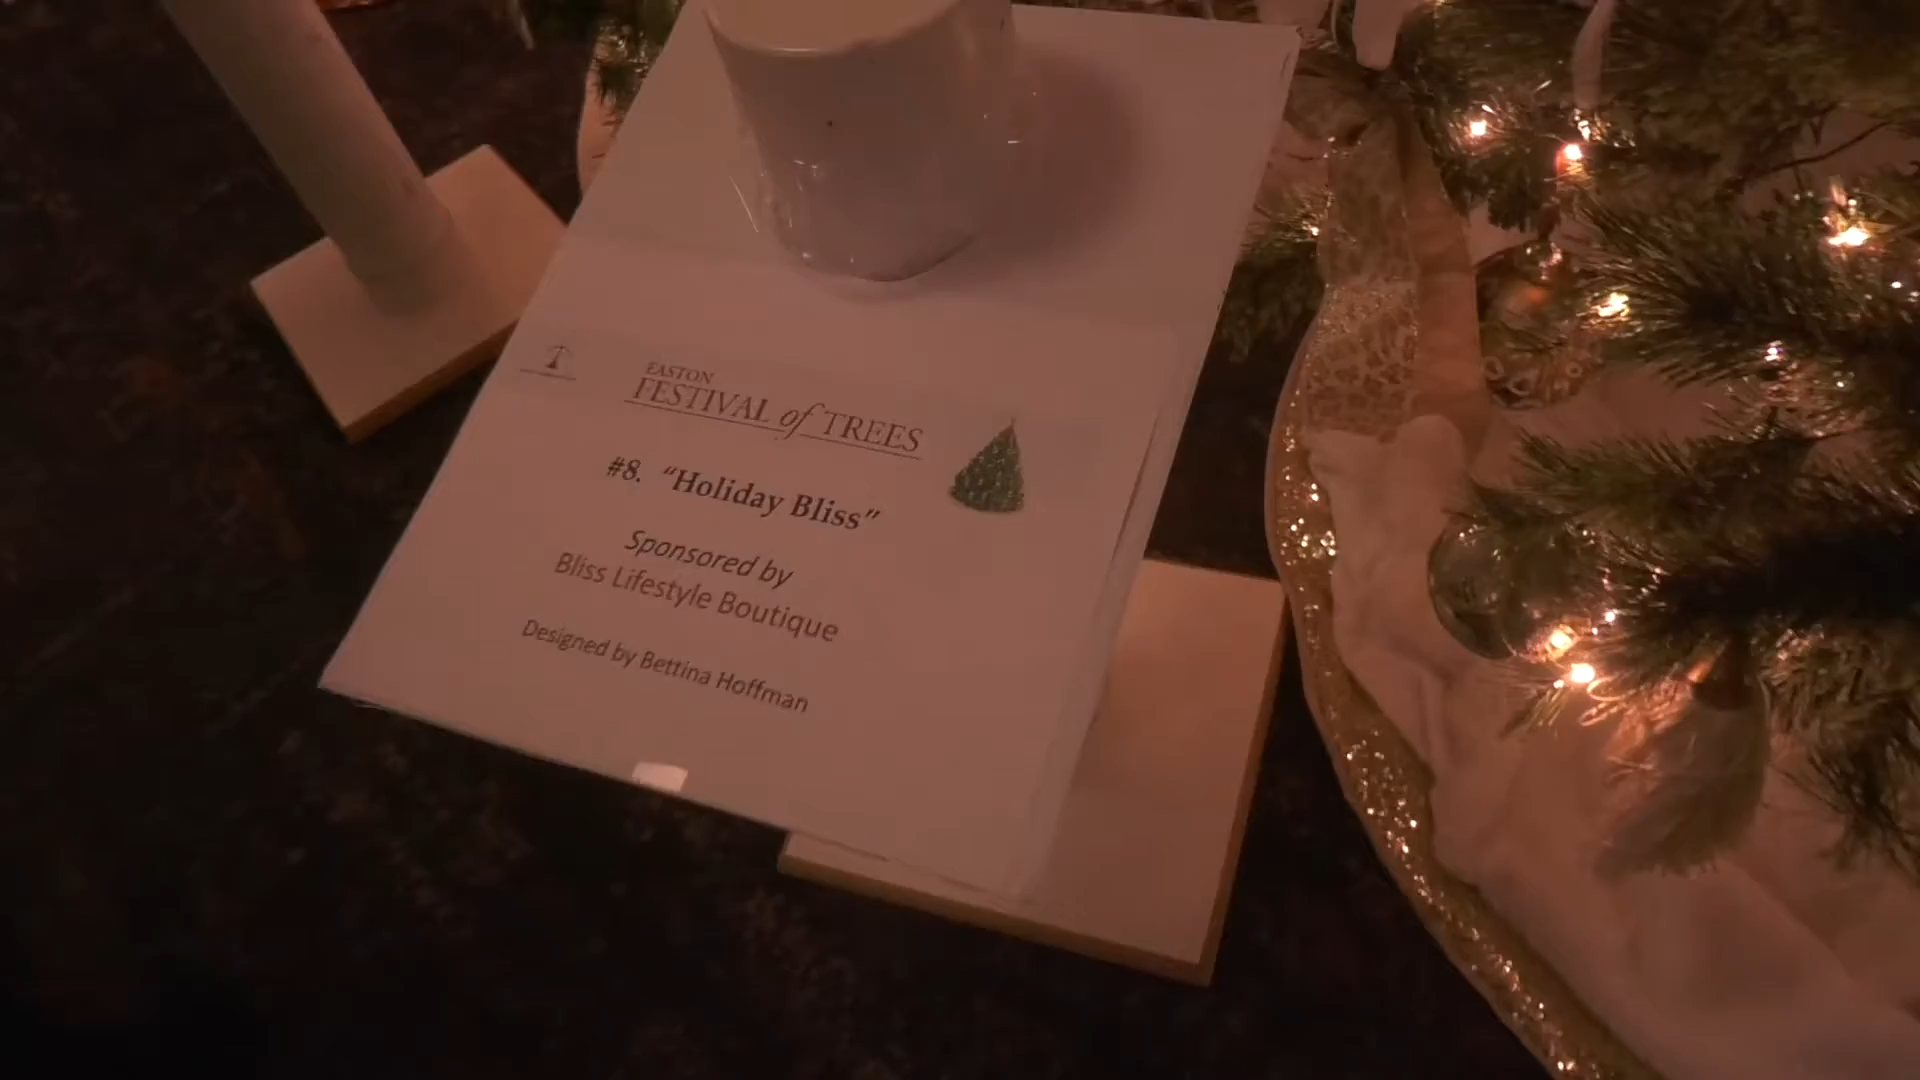 EASTON
FESTIVAL of TREES
#8. "Holiday Bliss"
Sponsored by
Bliss Lifestyle Boutique
Designed by Bettina Hoffman